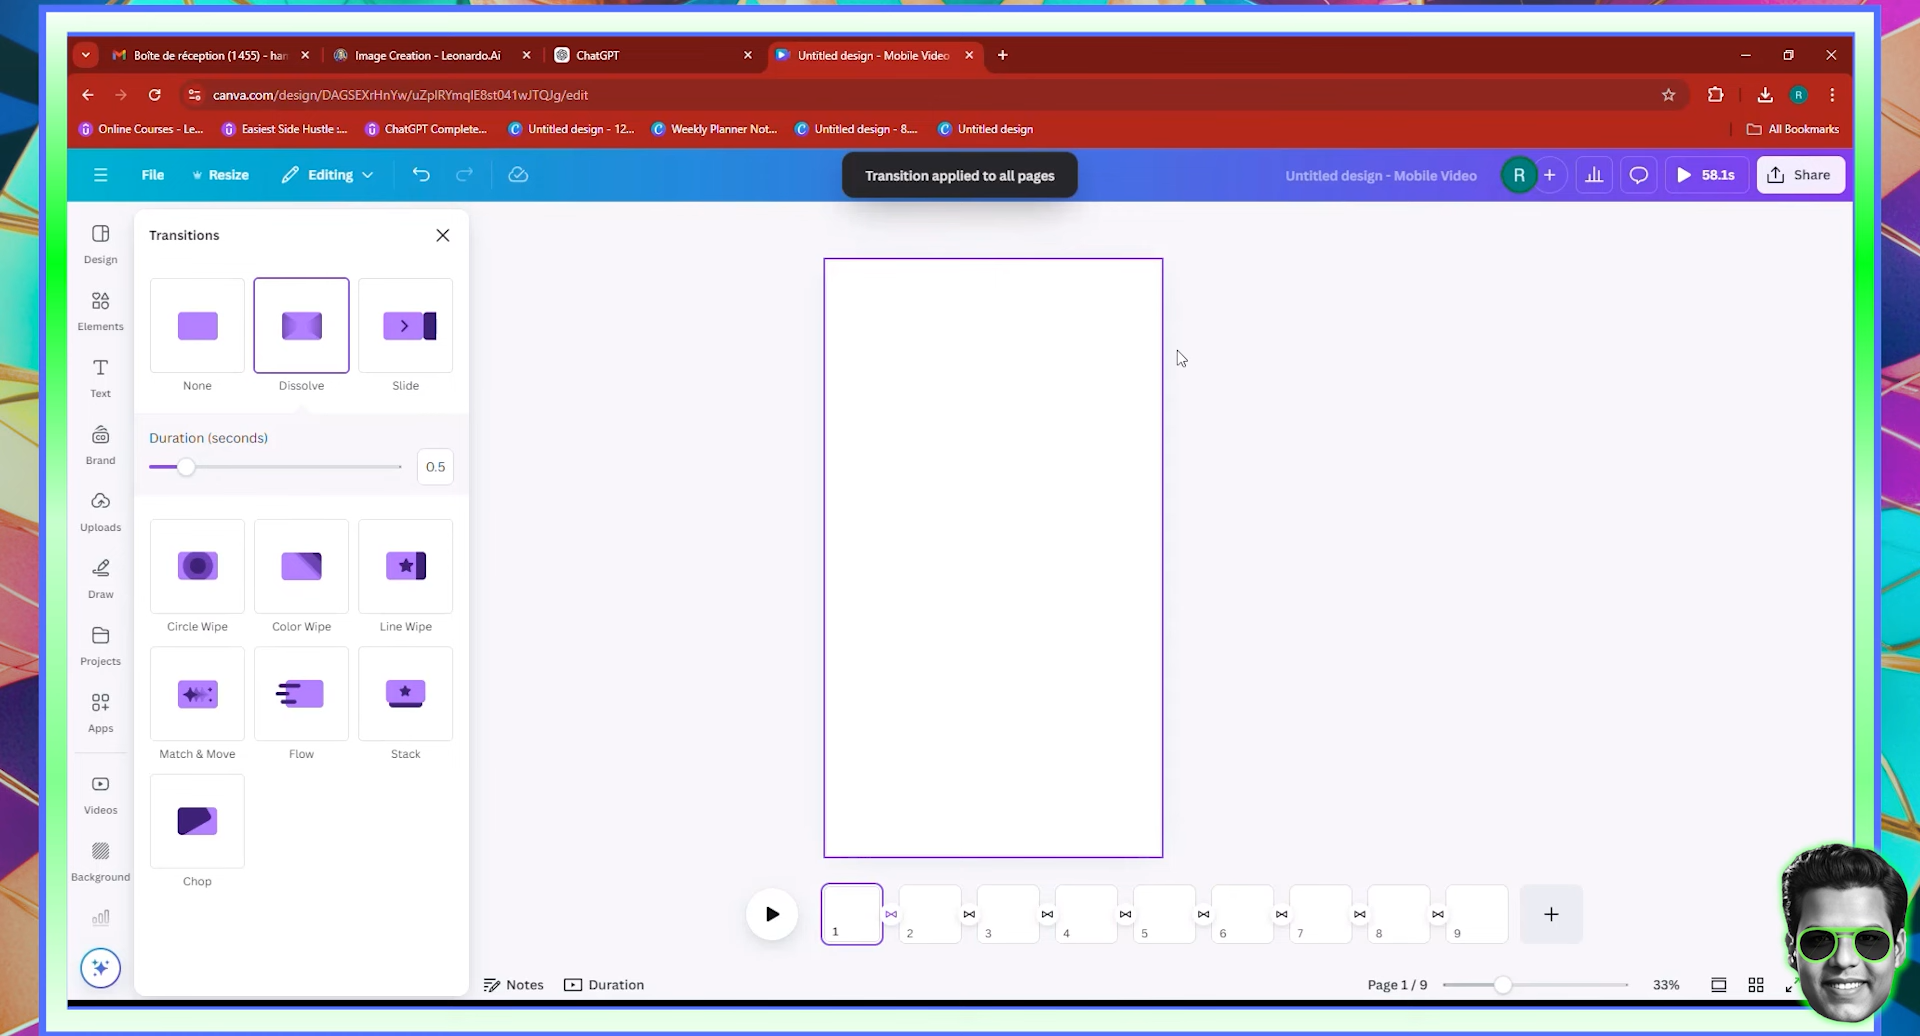 Boîte de réception (1 455) - han
Image Creation - Leonardo.Ai
ChatGPT
Untitled design - Mobile Video
canva.com/design/DAGSEXrHnYw/uZplRYmqlE8st041wJTQJg/edit
Online Courses - Le...
Easiest Side Hustle :...
ChatGPT Complete...
Untitled design - 12...
Weekly Planner Not...
Untitled design - 8....
Untitled design
All Bookmarks
File
Resize
Editing
Transition applied to all pages
Untitled design - Mobile Video
R
58.1s
Share
Design
Elements
Text
Brand
Uploads
Draw
Projects
Apps
Videos
Background
Transitions
None
Dissolve
Slide
Duration (seconds)
0.5
Circle Wipe
Color Wipe
Line Wipe
Match & Move
Flow
Stack
Chop
1
2
3
4
5
6
7
8
9
Notes
Duration
Page 1 / 9
33%